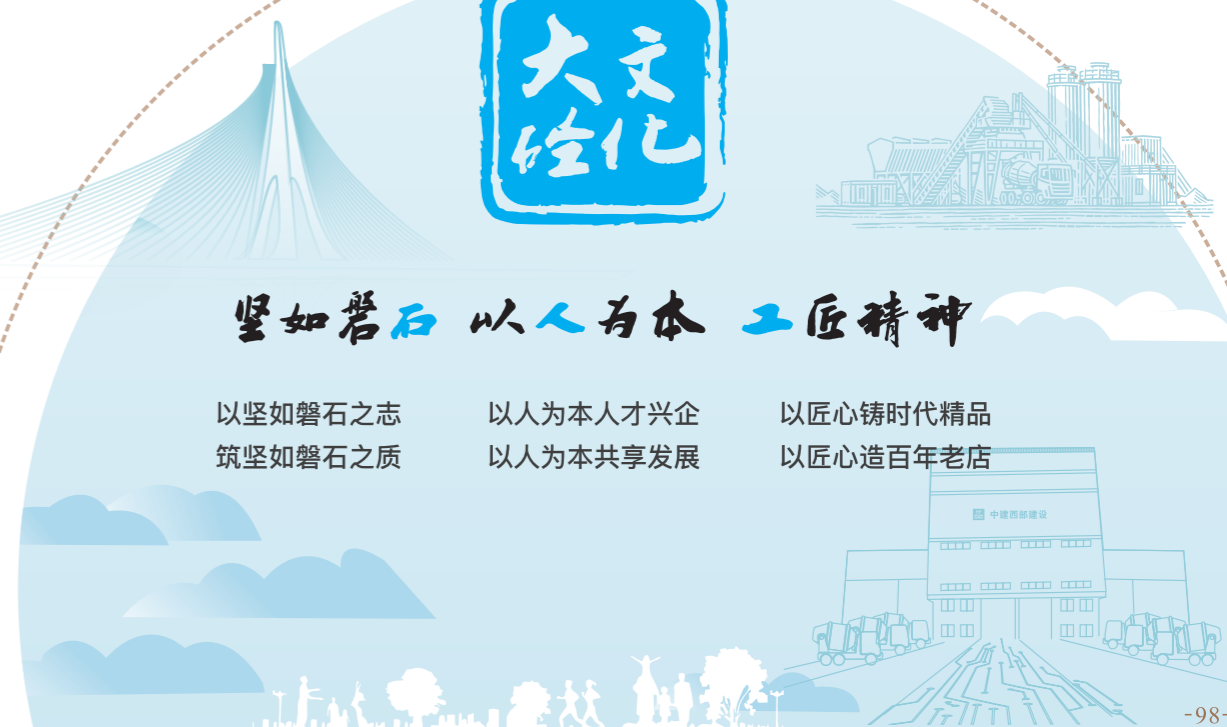 大文
砼化
坚如磐石 以人为本 工匠精神
以坚如磐石之志
筑坚如磐石之质
以人为本人才兴企
以人为本共享发展
以匠心铸时代精品
以匠心造百年老店
中建西部建设
-98-